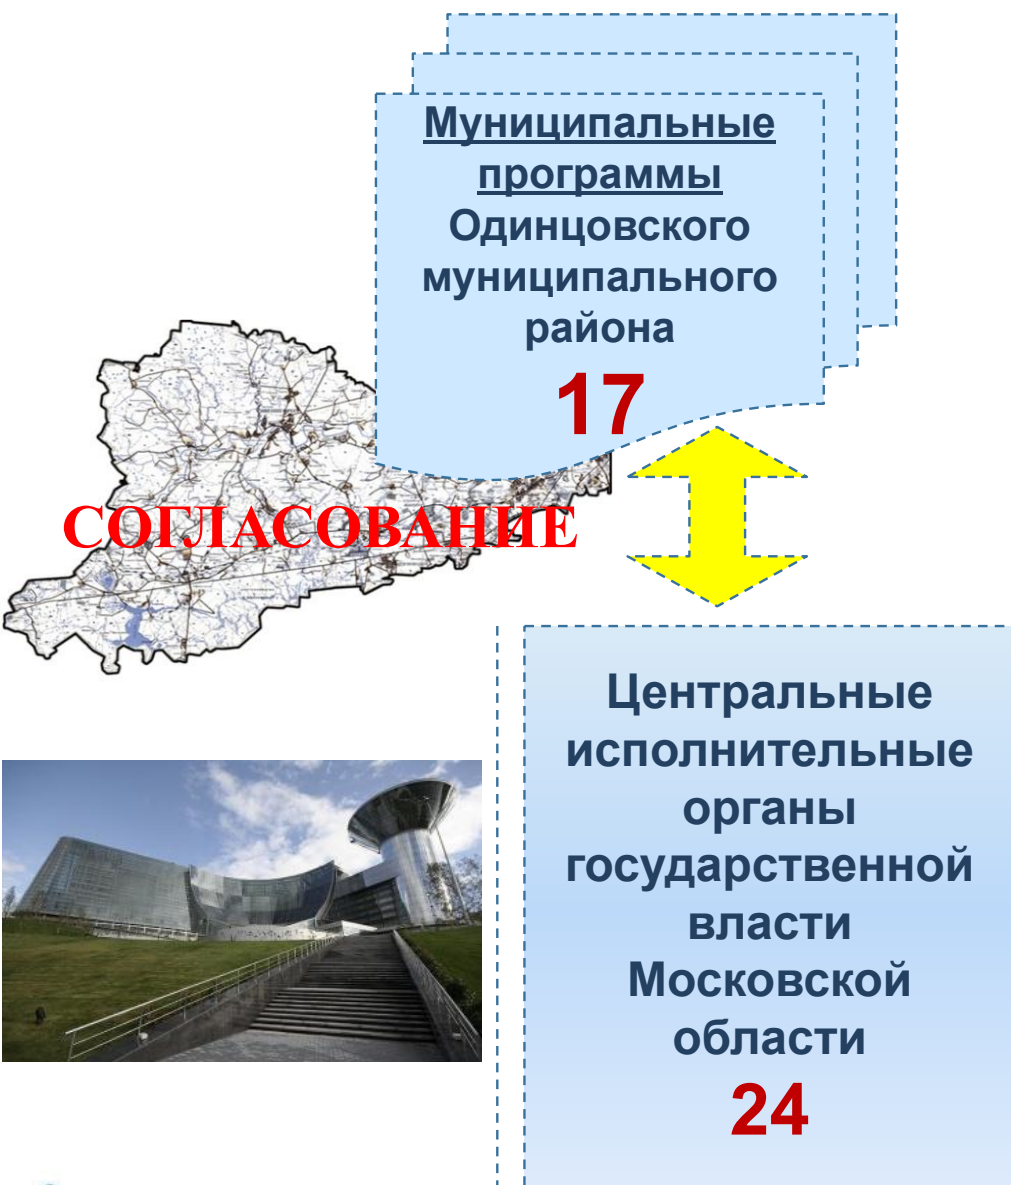 Муниципальные
программы
Одинцовского
муниципального
района
17
СОГЛАСОВАНИЕ
Центральные
исполнительные
органы
государственной
власти
Московской
области
24